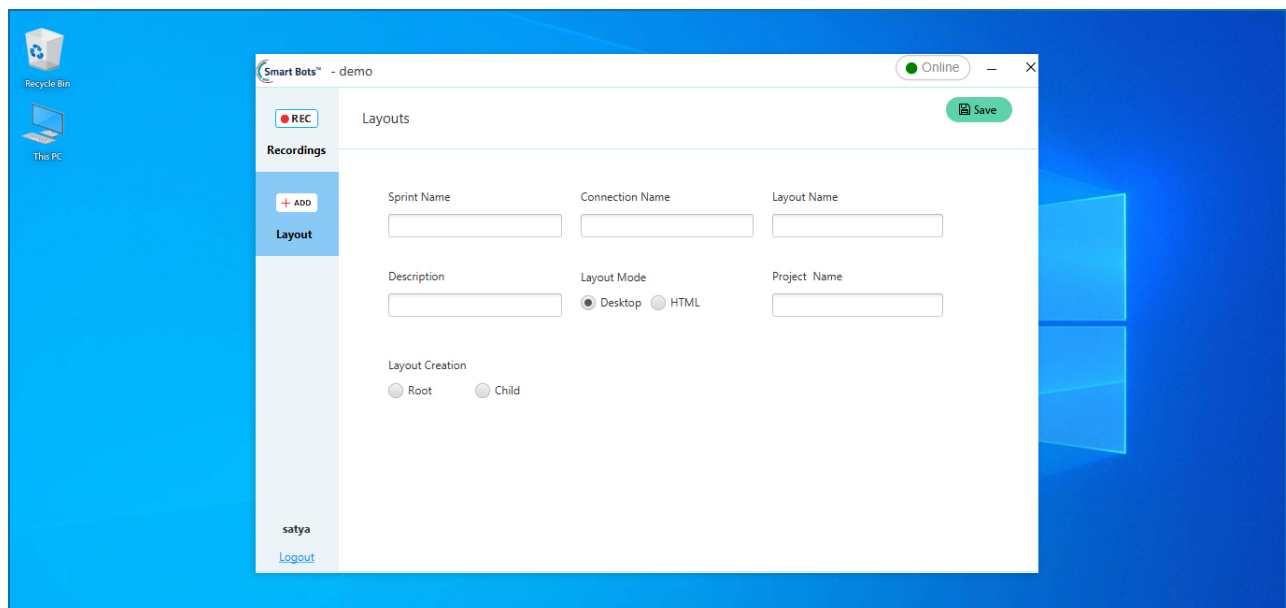 Recycle Bin
This PC
Smart Bots™ - demo
Online
REC
Recordings
Layouts
Save
+ ADD
Layout
Sprint Name
Connection Name
Layout Name
Description
Layout Mode
Project Name
Desktop
HTML
Layout Creation
Root
Child
satya
Logout